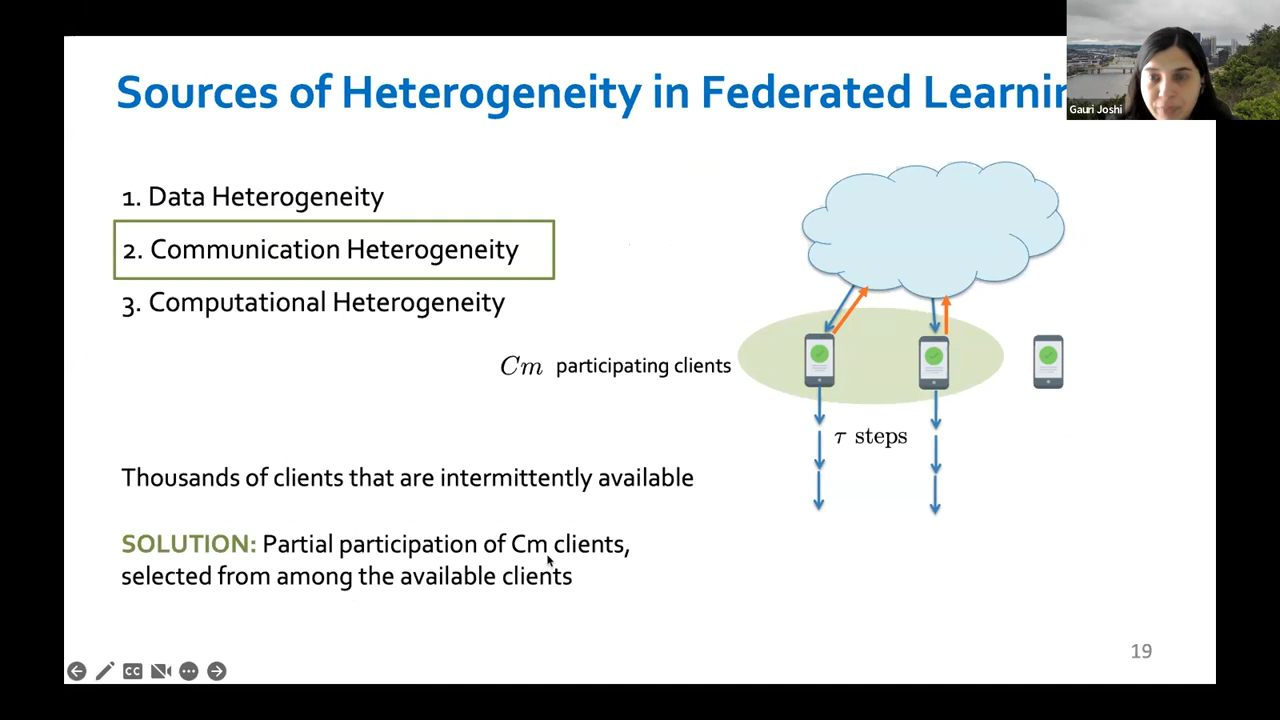 Sources of Heterogeneity in Federated Learnin
Gauri Joshi
1. Data Heterogeneity
2. Communication Heterogeneity
3. Computational Heterogeneity
Cm participating clients
τ steps
Thousands of clients that are intermittently available
SOLUTION: Partial participation of Cm clients,
selected from among the available clients
19
CC